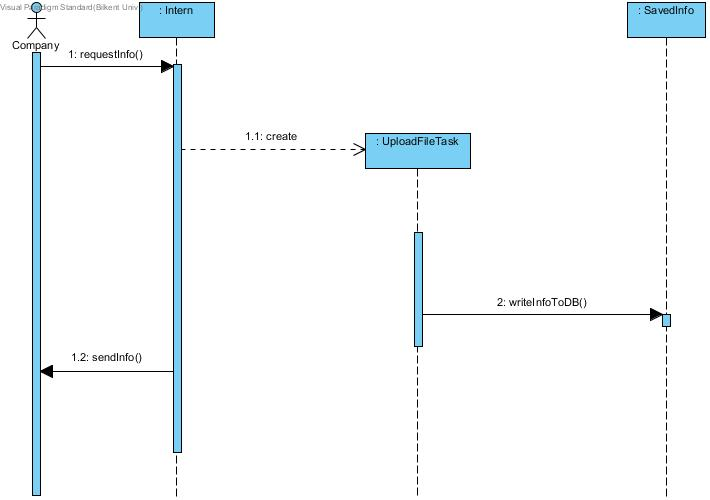 Visual Paradigm Standard(Bilkent Univ.)
: Intern
: SavedInfo
Company
1: requestInfo()
1.1: create
: UploadFileTask
2: writeInfoToDB()
1.2: sendInfo()